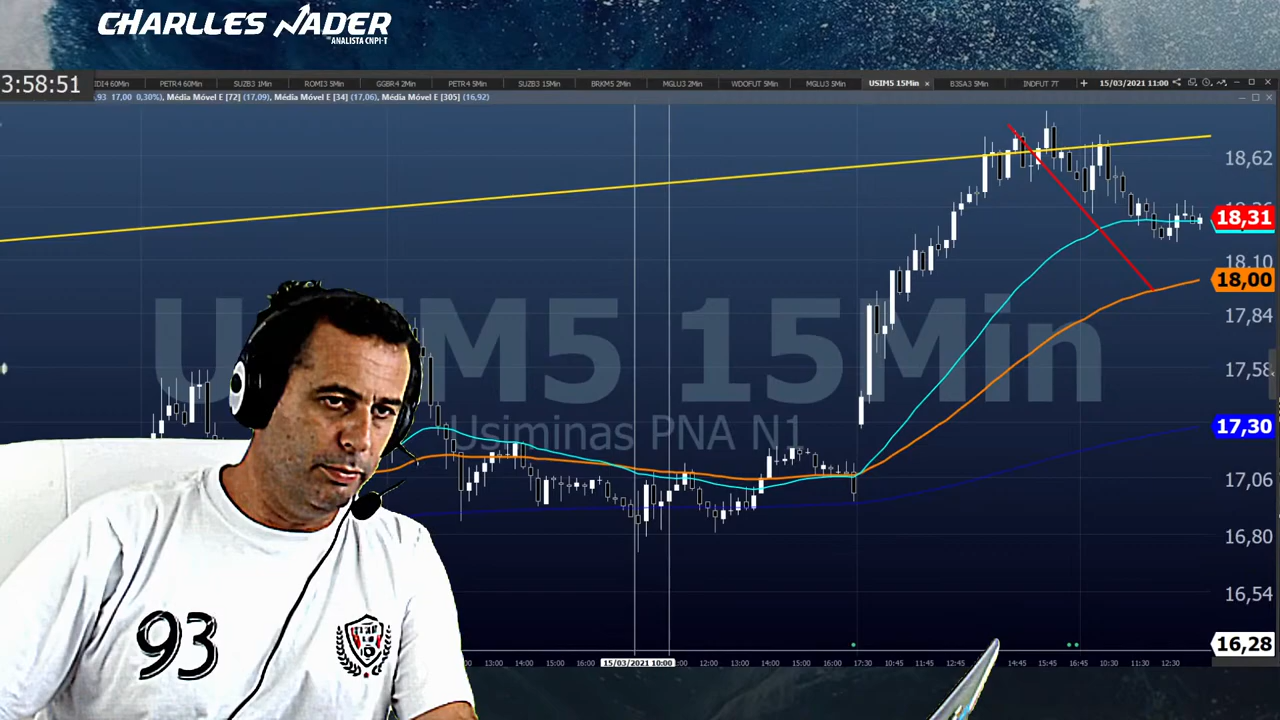 CHARLLES NADER
ANALISTA CNPI-T
3:58:51
DI4 60Min PETR4 60Min SUZB3 1Min ROMI3 5Min GGBR4 2Min PETR4 5Min SUZB3 15Min BRKM5 2Min MGLU3 2Min WDOFUT 5Min MGLU3 5Min USIM5 15Min B3SA3 5Min INDFUT 7T 15/03/2021 11:00
,93 17,00 0,30%), Média Móvel E [72] (17,09), Média Móvel E [34] (17,06), Média Móvel E [305] (16,92)
18,62
18,31
18,10
18,00
17,84
17,58
17,30
17,06
16,80
16,54
16,28
USIM5 15Min
Usiminas PNA N1
93
13:00 14:00 15:00 16:00 15/03/2021 10:00 12:00 13:00 14:00 15:00 17:30 10:45 11:45 12:45 14:45 15:45 16:45 10:30 11:30 12:30